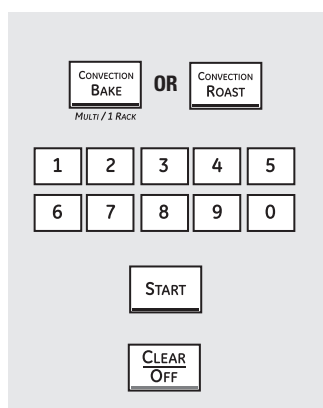 CONVECTION
BAKE
OR
CONVECTION
ROAST
MULTI / 1 RACK
1 2 3 4 5
6 7 8 9 0
START
CLEAR
OFF